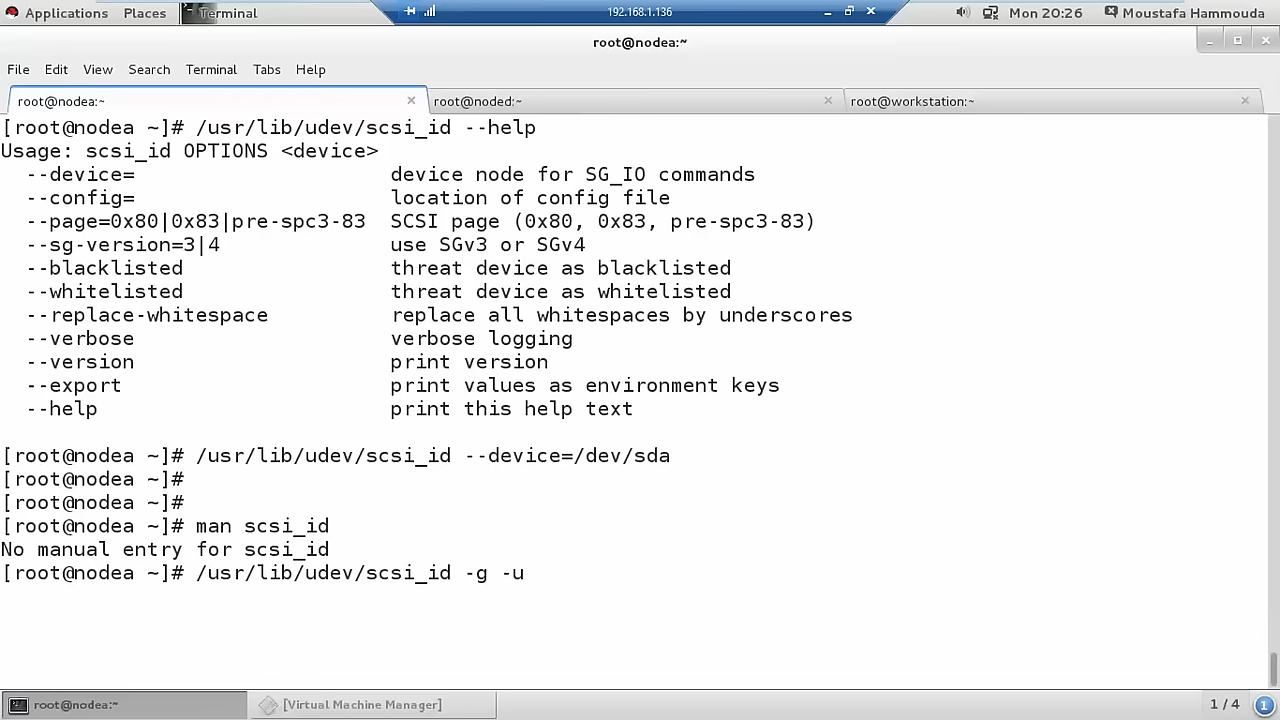 Applications Places Terminal 192.168.1.136 Mon 20:26 Moustafa Hammouda
root@nodea:~
File Edit View Search Terminal Tabs Help
root@nodea:~ root@noded:~ root@workstation:~
[root@nodea ~]# /usr/lib/udev/scsi_id --help
Usage: scsi_id OPTIONS <device>
--device= device node for SG_IO commands
--config= location of config file
--page=0x80|0x83|pre-spc3-83 SCSI page (0x80, 0x83, pre-spc3-83)
--sg-version=3|4 use SGv3 or SGv4
--blacklisted threat device as blacklisted
--whitelisted threat device as whitelisted
--replace-whitespace replace all whitespaces by underscores
--verbose verbose logging
--version print version
--export print values as environment keys
--help print this help text
[root@nodea ~]# /usr/lib/udev/scsi_id --device=/dev/sda
[root@nodea ~]#
[root@nodea ~]#
[root@nodea ~]# man scsi_id
No manual entry for scsi_id
[root@nodea ~]# /usr/lib/udev/scsi_id -g -u
root@nodea:~ [Virtual Machine Manager] 1 / 4 1